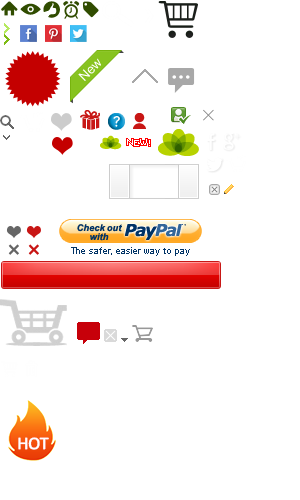 New
NEW!
Check out
with PayPal
The safer, easier way to pay
HOT